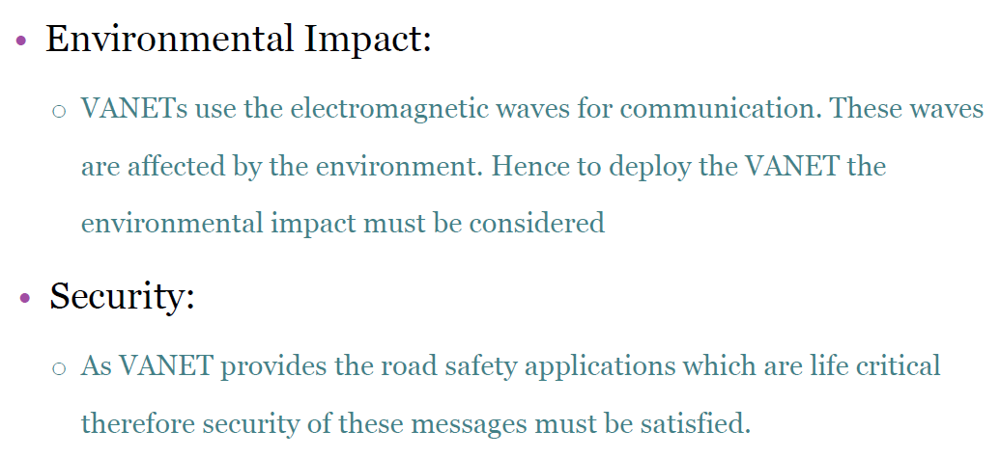 • Environmental Impact:
○ VANETs use the electromagnetic waves for communication. These waves
are affected by the environment. Hence to deploy the VANET the
environmental impact must be considered
• Security:
○ As VANET provides the road safety applications which are life critical
therefore security of these messages must be satisfied.